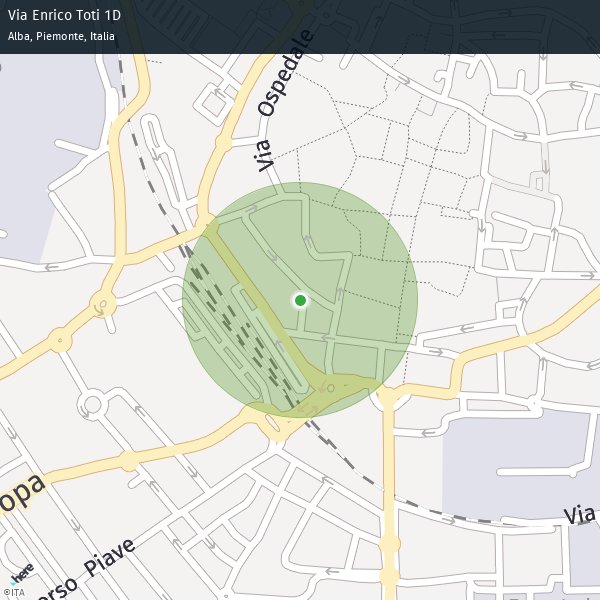 Via Enrico Toti 1D
Alba, Piemonte, Italia
Via Ospedale
opa
orso Piave
Via
here
©ITA